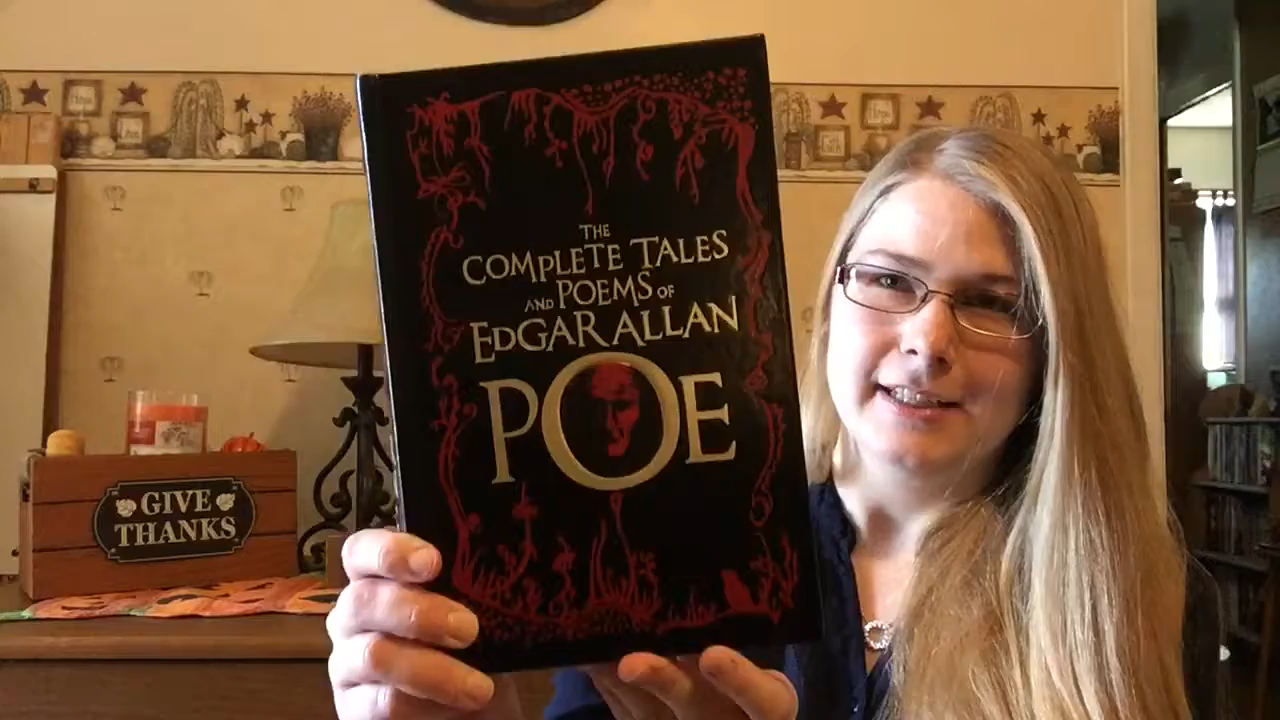 THE
COMPLETE TALES
AND POEMS OF
EDGAR ALLAN
POE
GIVE
THANKS